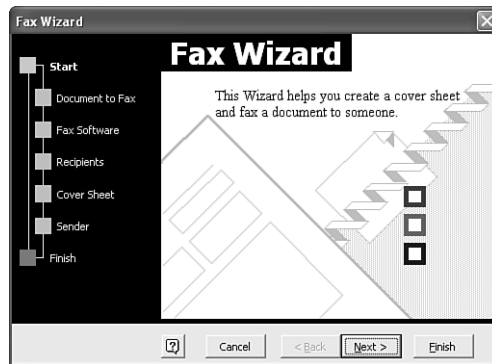 Fax Wizard
Fax Wizard
Start
Document to Fax
Fax Software
Recipients
Cover Sheet
Sender
Finish
This Wizard helps you create a cover sheet
and fax a document to someone.
? Cancel < Back Next > Finish